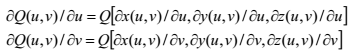 ∂Q(u,v)/∂u = Q[∂x(u,v)/∂u,∂y(u,v)/∂u,∂z(u,v)/∂u]
∂Q(u,v)/∂v = Q[∂x(u,v)/∂v,∂y(u,v)/∂v,∂z(u,v)/∂v]